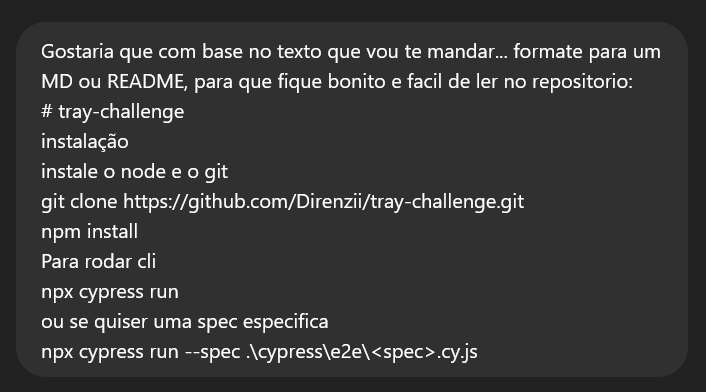 Gostaria que com base no texto que vou te mandar... formate para um
MD ou README, para que fique bonito e facil de ler no repositorio:
# tray-challenge
instalação
instale o node e o git
git clone https://github.com/Direnzii/tray-challenge.git
npm install
Para rodar cli
npx cypress run
ou se quiser uma spec especifica
npx cypress run --spec .\cypress\e2e\<spec>.cy.js